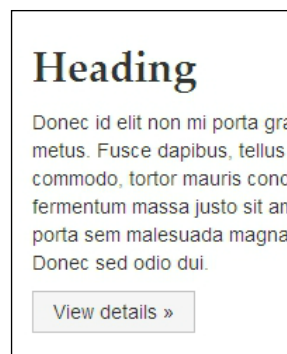 Heading
Donec id elit non mi porta gra
metus. Fusce dapibus, tellus
commodo, tortor mauris cond
fermentum massa justo sit am
porta sem malesuada magna
Donec sed odio dui.
View details »